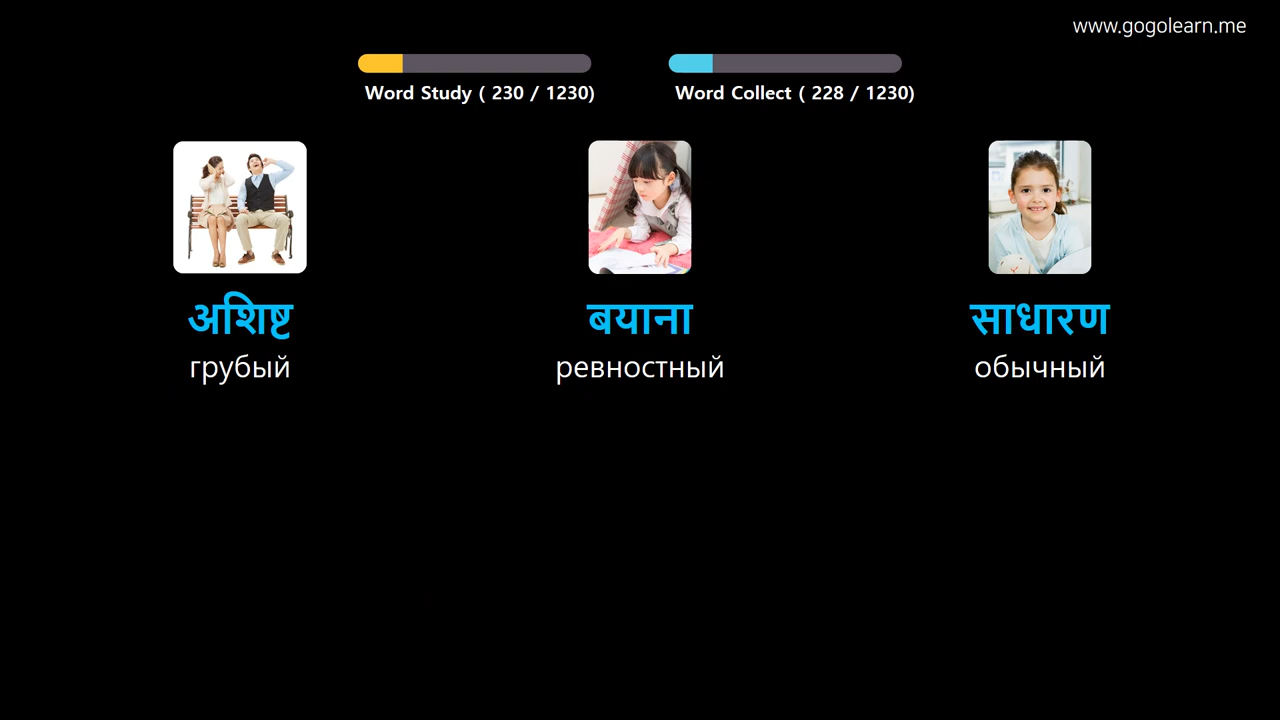 www.gogolearn.me
Word Study ( 230 / 1230)
Word Collect ( 228 / 1230)
अशिष्ट
बयाना
साधारण
грубый
ревностный
обычный